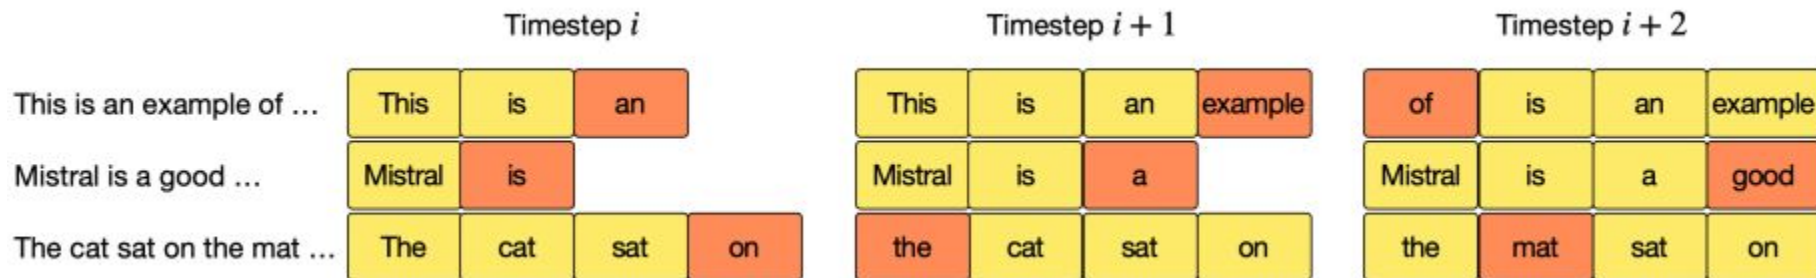 Timestep i Timestep i + 1 Timestep i + 2
This is an example of ... This is an This is an example of is an example
Mistral is a good ... Mistral is Mistral is a Mistral is a good
The cat sat on the mat ... The cat sat on the cat sat on the mat sat on